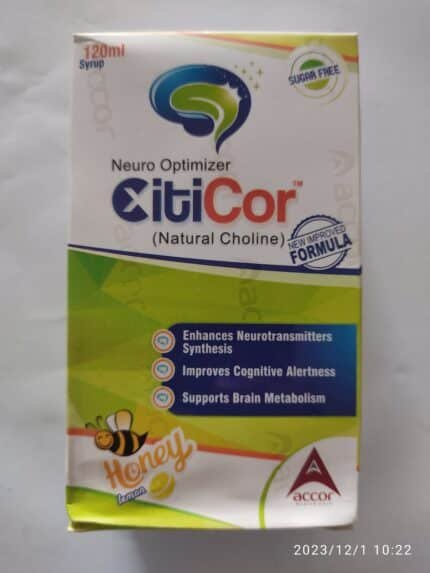 120ml
Syrup
SUGAR FREE
Neuro Optimizer
CitiCor™
(Natural Choline)
NEW IMPROVED
FORMULA
Enhances Neurotransmitters
Synthesis
Improves Cognitive Alertness
Supports Brain Metabolism
Honey
lemon
accor
2023/12/1 10:22